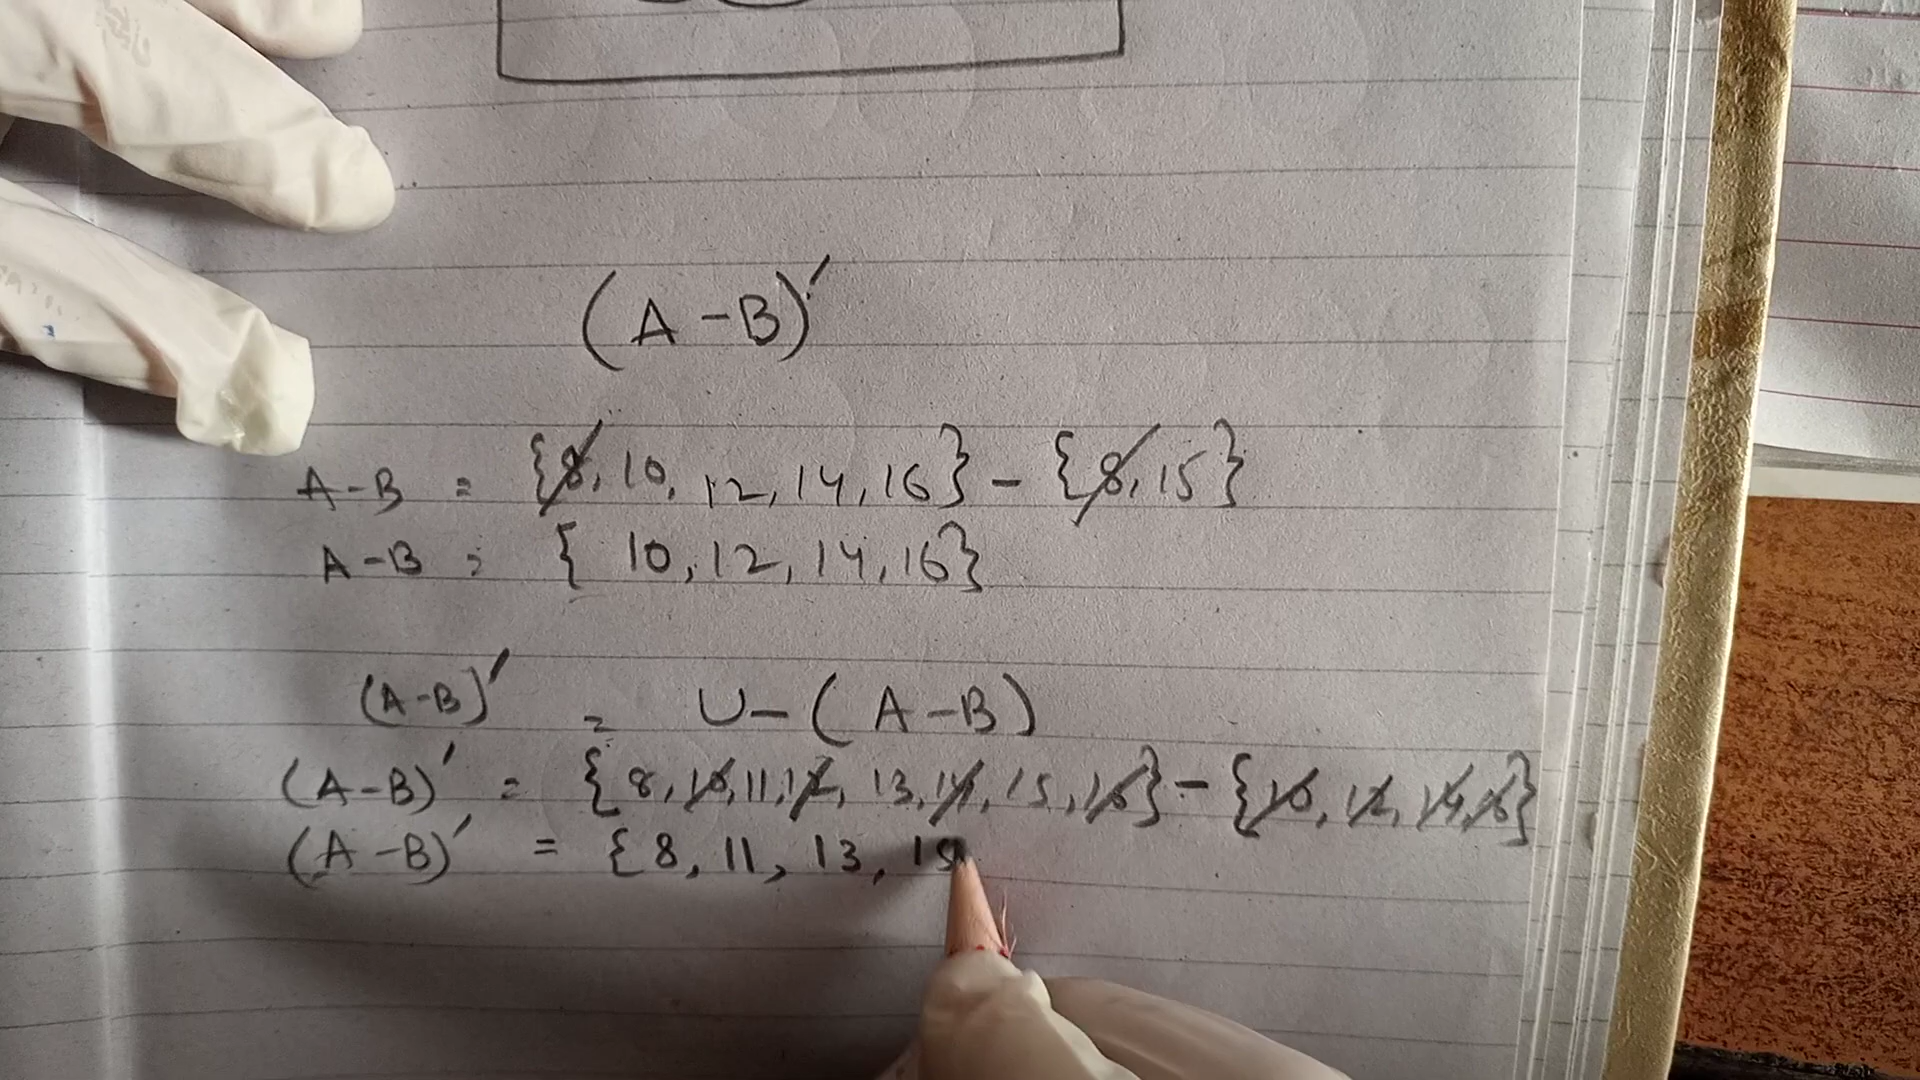 (A-B)'
A-B = {8, 10, 12, 14, 16} - {8, 15}
A-B = { 10, 12, 14, 16}
(A-B)' = U-(A-B)
(A-B)' = {8, 10, 11, 12, 13, 14, 15, 16} - {10, 12, 14, 16}
(A-B)' = {8, 11, 13, 15